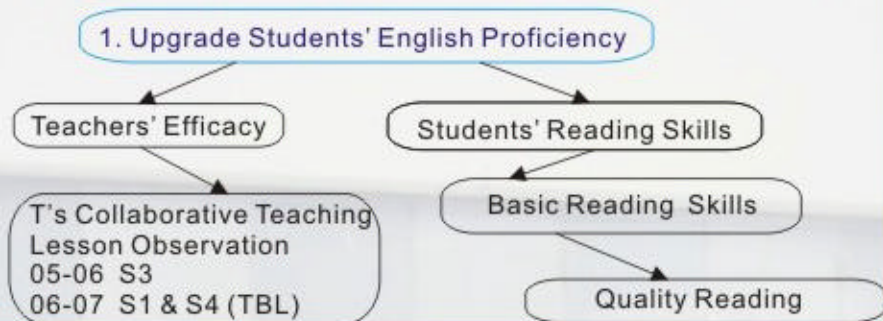 1. Upgrade Students' English Proficiency
Teachers' Efficacy
Students' Reading Skills
T's Collaborative Teaching
Lesson Observation
05-06 S3
06-07 S1 & S4 (TBL)
Basic Reading Skills
Quality Reading